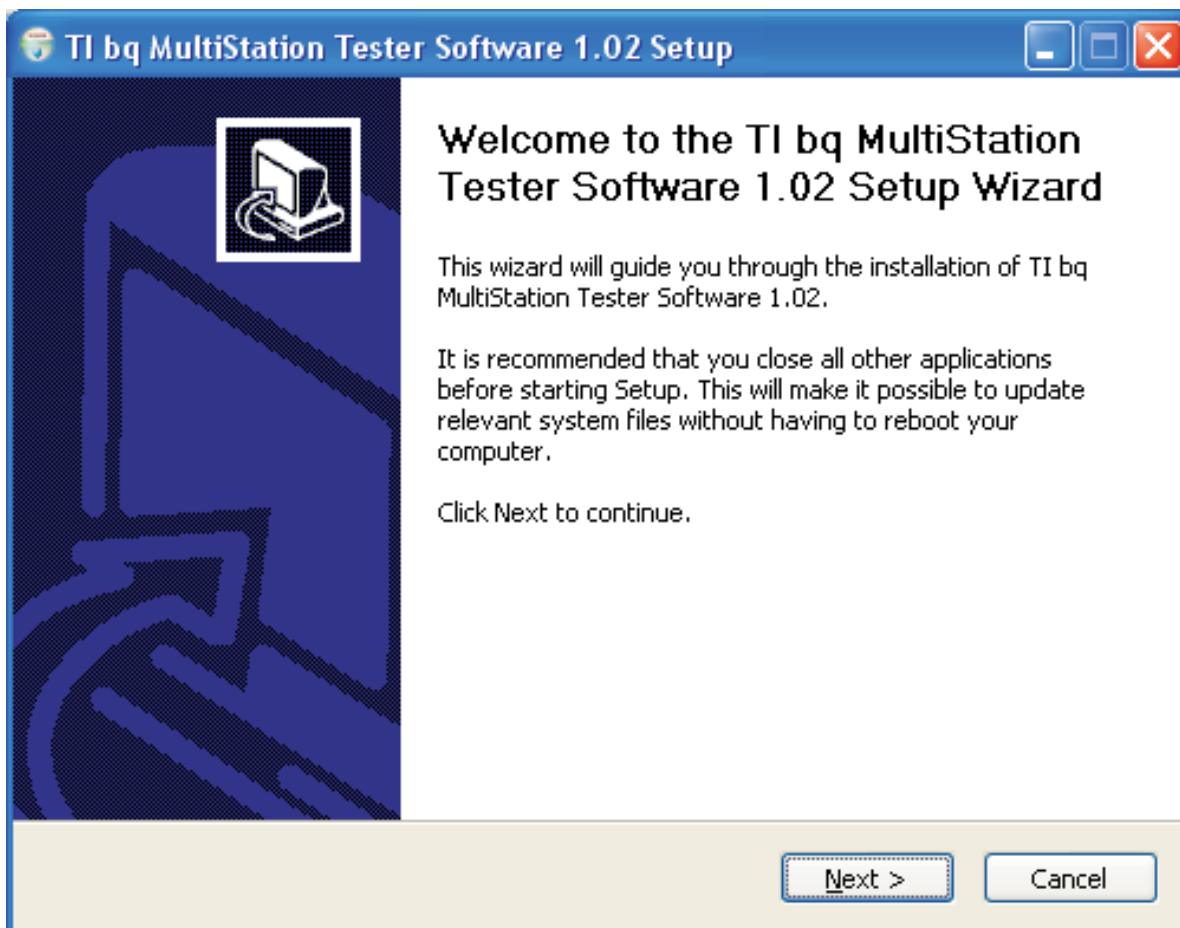 TI bq MultiStation Tester Software 1.02 Setup
Welcome to the TI bq MultiStation
Tester Software 1.02 Setup Wizard
This wizard will guide you through the installation of TI bq
MultiStation Tester Software 1.02.
It is recommended that you close all other applications
before starting Setup. This will make it possible to update
relevant system files without having to reboot your
computer.
Click Next to continue.
Next >
Cancel